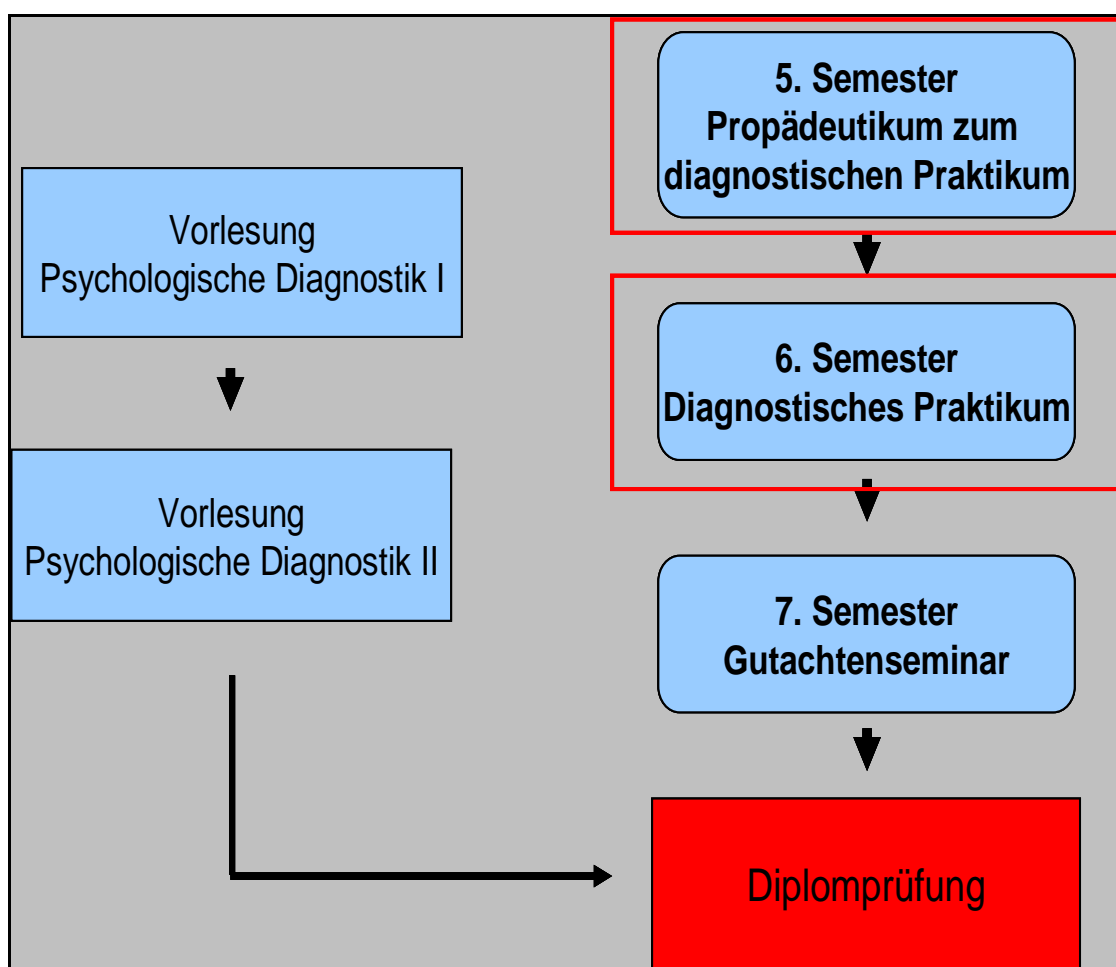 5. Semester
Propädeutikum zum
diagnostischen Praktikum
Vorlesung
Psychologische Diagnostik I
6. Semester
Diagnostisches Praktikum
Vorlesung
Psychologische Diagnostik II
7. Semester
Gutachtenseminar
Diplomprüfung